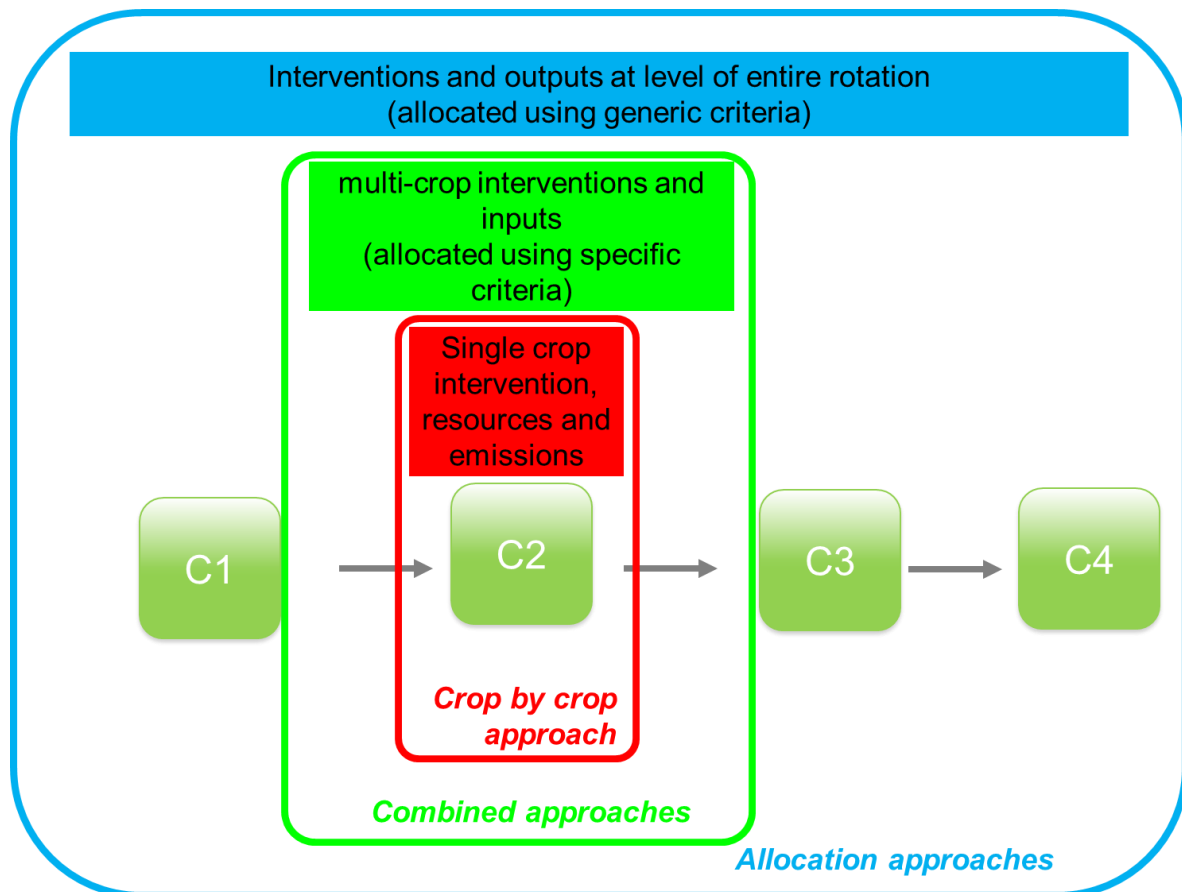 Interventions and outputs at level of entire rotation
(allocated using generic criteria)
multi-crop interventions and
inputs
(allocated using specific
criteria)
Single crop
intervention,
resources and
emissions
C1
C2
C3
C4
Crop by crop
approach
Combined approaches
Allocation approaches